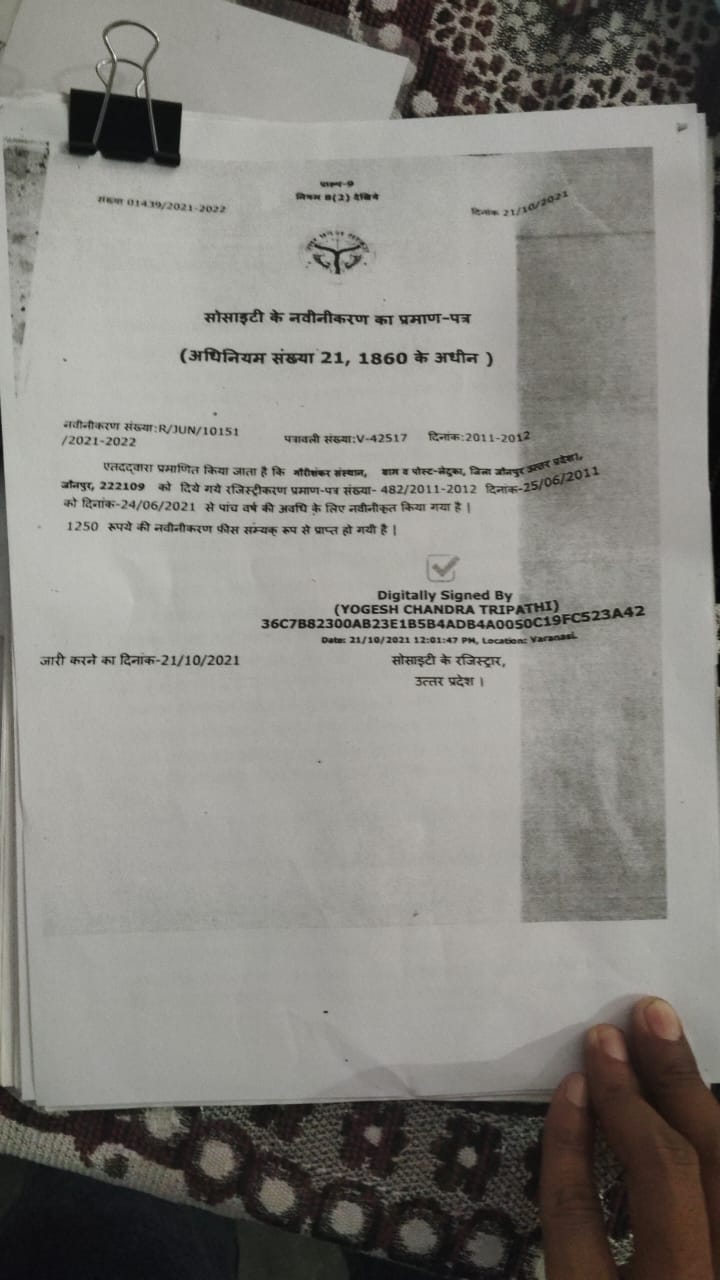 प्रारूप-9
नियम 8(2) देखिये
संख्या 01439/2021-2022
दिनांक 21/10/2021
सोसाइटी के नवीनीकरण का प्रमाण-पत्र
(अधिनियम संख्या 21, 1860 के अधीन )
नवीनीकरण संख्या:R/JUN/10151
/2021-2022
पत्रावली संख्या:V-42517 दिनांक:2011-2012
एतदद्वारा प्रमाणित किया जाता है कि गौरीशंकर संस्थान, ग्राम व पोस्ट- जिला जौनपुर उत्तर प्रदेश,
जौनपुर, 222109 को दिये गये रजिस्ट्रीकरण प्रमाण-पत्र संख्या- 482/2011-2012 दिनांक-25/06/2011
को दिनांक-24/06/2021 से पांच वर्ष की अवधि के लिए नवीनीकृत किया गया है |
1250 रूपये की नवीनीकरण फ़ीस सम्यक् रूप से प्राप्त हो गयी है |
Digitally Signed By
(YOGESH CHANDRA TRIPATHI)
36C7B82300AB23E1B5B4ADB4A0050C19FC523A42
Date: 21/10/2021 12:01:47 PM, Location: Varanasi.
जारी करने का दिनांक-21/10/2021
सोसाइटी के रजिस्ट्रार,
उत्तर प्रदेश ।